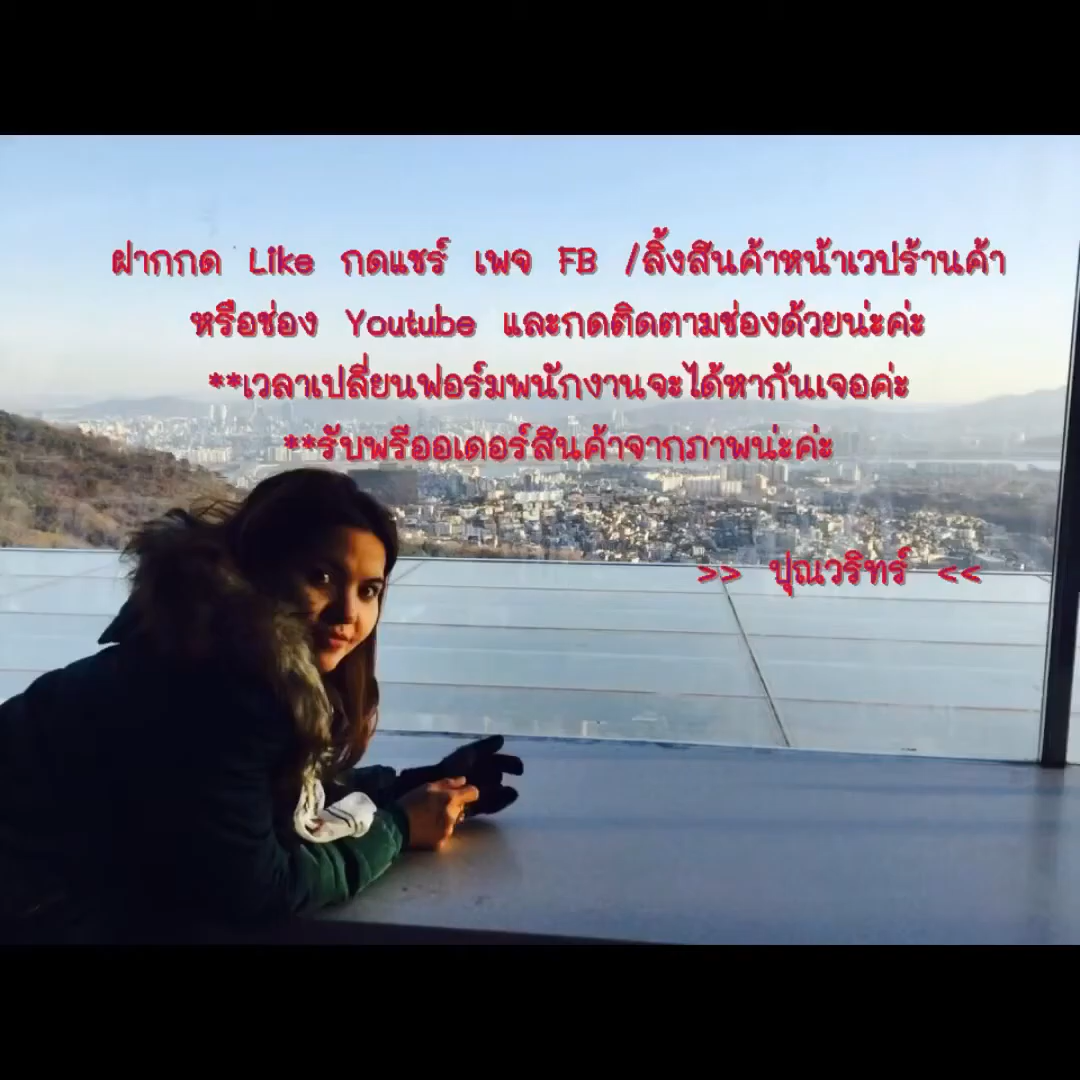 ฝากกด Like กดแชร์ เพจ FB /ลิ้งสินค้าหน้าเวปร้านค้า
หรือช่อง Youtube และกดติดตามช่องด้วยน่ะค่ะ
**เวลาเปลี่ยนฟอร์มพนักงานจะได้หากันเจอค่ะ
**รับพรีออเดอร์สินค้าจากภาพน่ะค่ะ
>> ปุณวริทร์ <<